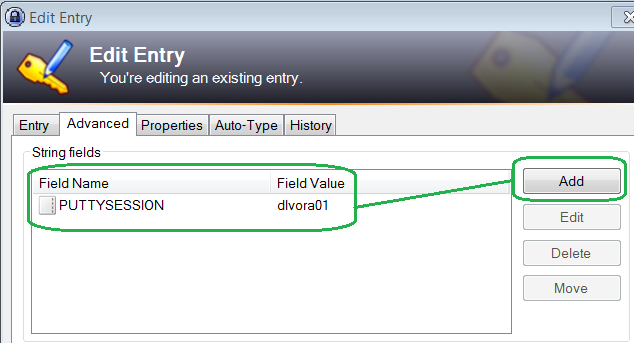 Edit Entry
Edit Entry
You're editing an existing entry.
Entry Advanced Properties Auto-Type History
String fields
Field Name Field Value
PUTTYSESSION dlvora01
Add
Edit
Delete
Move